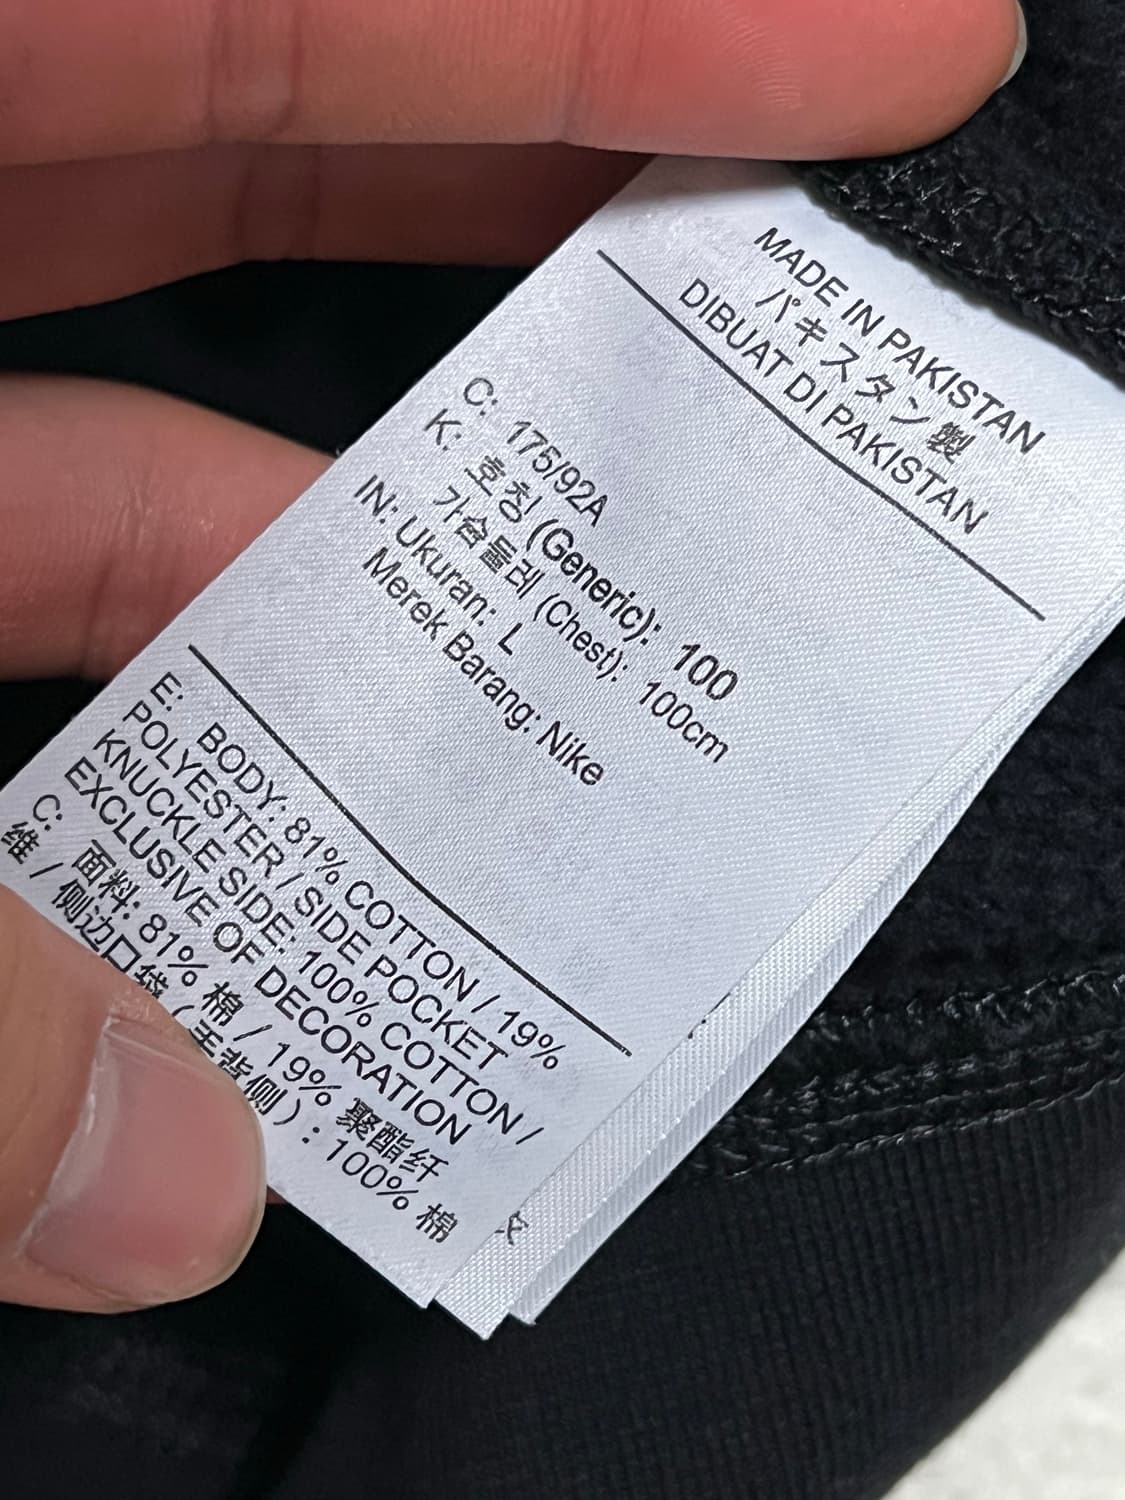 MADE IN PAKISTAN
パキスタン製
DIBUAT DI PAKISTAN
C: 175/92A
K: 호칭 (Generic): 100
가슴둘레 (Chest): 100cm
IN: Ukuran: L
Merek Barang: Nike
E: BODY: 81% COTTON / 19%
POLYESTER / SIDE POCKET
KNUCKLE SIDE: 100% COTTON /
EXCLUSIVE OF DECORATION
C: 面料: 81% 棉 / 19% 聚酯纤
维 / 侧边口袋 (手背侧) : 100% 棉